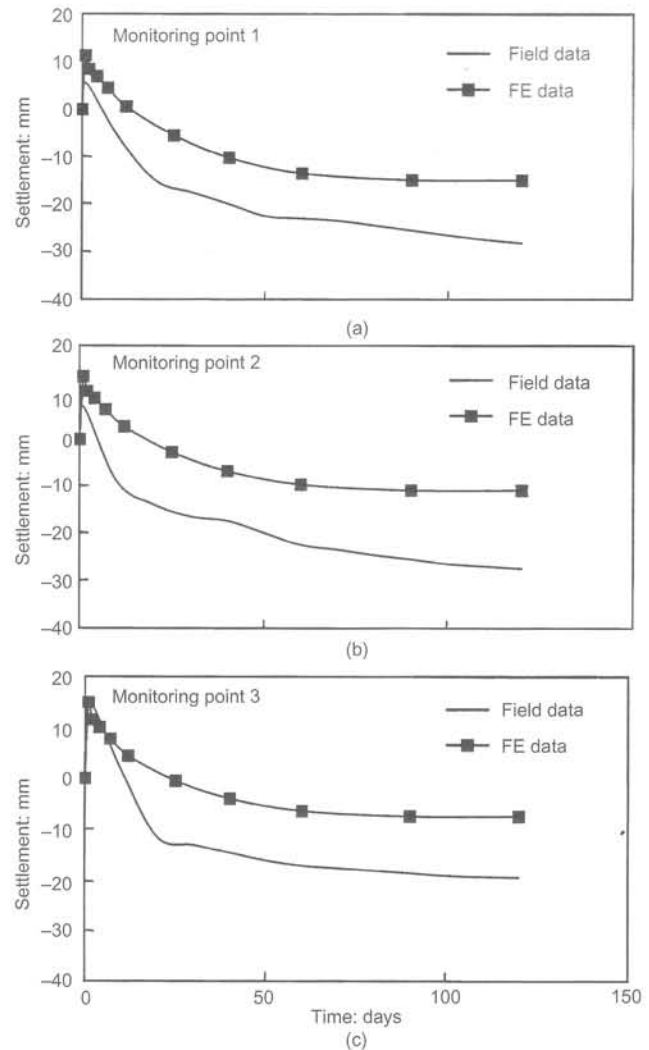 20
10
0
–10
–20
–30
–40
Settlement: mm
Monitoring point 1
Field data
FE data
(a)
20
10
0
–10
–20
–30
–40
Settlement: mm
Monitoring point 2
Field data
FE data
(b)
20
10
0
–10
–20
–30
–40
Settlement: mm
Monitoring point 3
Field data
FE data
0
50
100
150
Time: days
(c)